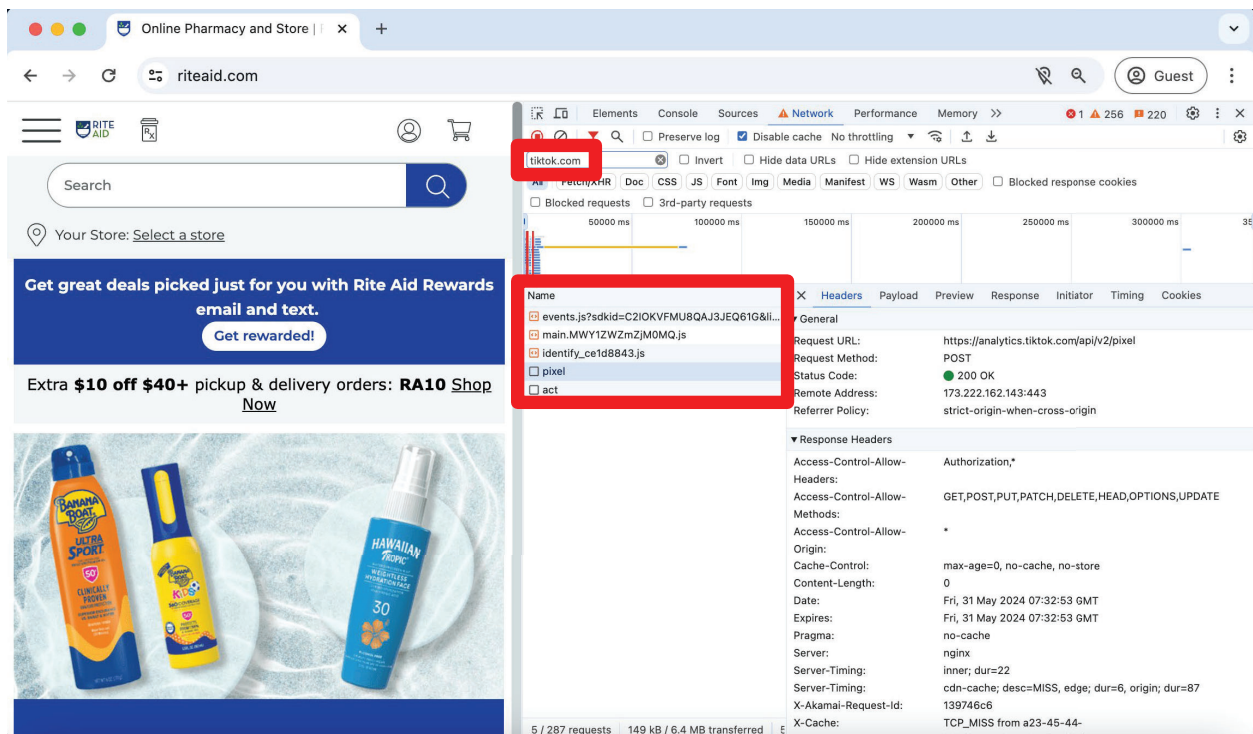 Online Pharmacy and Store |
riteaid.com
Guest
RITE
AID
Rx
Search
Your Store: Select a store
Get great deals picked just for you with Rite Aid Rewards
email and text.
Get rewarded!
Extra $10 off $40+ pickup & delivery orders: RA10 Shop
Now
BANANA
BOAT
ULTRA
SPORT
50
CLINICALLY
PROVEN
BANANA
BOAT
KIDS
HAWAIIAN
TROPIC
WEIGHTLESS
HYDRATION FACE
30
Elements Console Sources Network Performance Memory 1 256 220
Preserve log Disable cache No throttling
tiktok.com Invert Hide data URLs Hide extension URLs
All Fetch/XHR Doc CSS JS Font Img Media Manifest WS Wasm Other Blocked response cookies
Blocked requests 3rd-party requests
50000 ms 100000 ms 150000 ms 200000 ms 250000 ms 300000 ms 35
Name
events.js?sdkid=C2IOKVFMU8QAJ3JEQ61G&li...
main.MWY1ZWZmZjM0MQ.js
identify_ce1d8843.js
pixel
act
5 / 287 requests 149 kB / 6.4 MB transferred
Headers Payload Preview Response Initiator Timing Cookies
General
Request URL: https://analytics.tiktok.com/api/v2/pixel
Request Method: POST
Status Code: 200 OK
Remote Address: 173.222.162.143:443
Referrer Policy: strict-origin-when-cross-origin
Response Headers
Access-Control-Allow- Authorization,*
Headers:
Access-Control-Allow- GET,POST,PUT,PATCH,DELETE,HEAD,OPTIONS,UPDATE
Methods:
Access-Control-Allow- *
Origin:
Cache-Control: max-age=0, no-cache, no-store
Content-Length: 0
Date: Fri, 31 May 2024 07:32:53 GMT
Expires: Fri, 31 May 2024 07:32:53 GMT
Pragma: no-cache
Server: nginx
Server-Timing: inner; dur=22
Server-Timing: cdn-cache; desc=MISS, edge; dur=6, origin; dur=87
X-Akamai-Request-Id: 139746c6
X-Cache: TCP_MISS from a23-45-44-